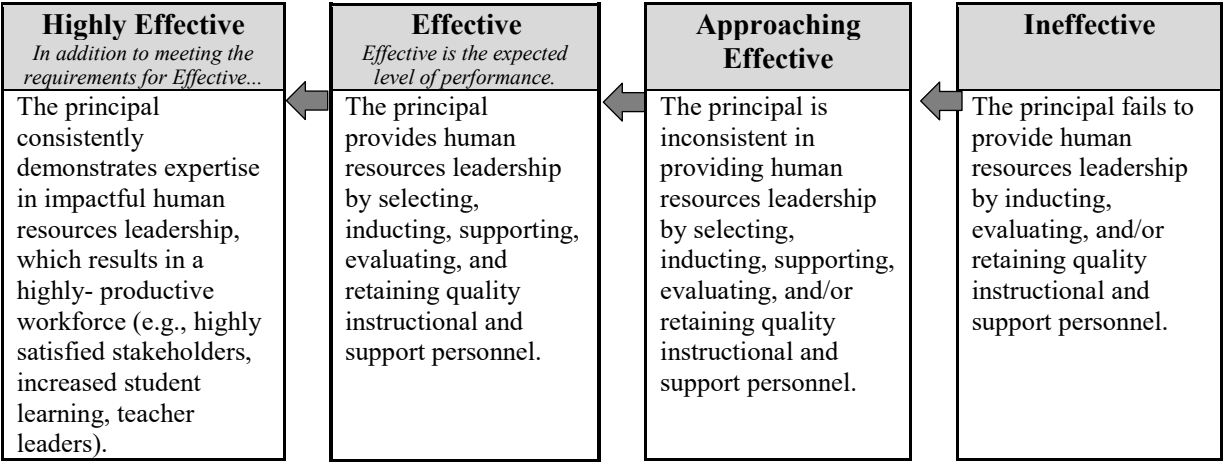 Highly Effective
In addition to meeting the
requirements for Effective...
The principal
consistently
demonstrates expertise
in impactful human
resources leadership,
which results in a
highly- productive
workforce (e.g., highly
satisfied stakeholders,
increased student
learning, teacher
leaders).
Effective
Effective is the expected
level of performance.
The principal
provides human
resources leadership
by selecting,
inducting, supporting,
evaluating, and
retaining quality
instructional and
support personnel.
Approaching
Effective
The principal is
inconsistent in
providing human
resources leadership
by selecting,
inducting, supporting,
evaluating, and/or
retaining quality
instructional and
support personnel.
Ineffective
The principal fails to
provide human
resources leadership
by inducting,
evaluating, and/or
retaining quality
instructional and
support personnel.